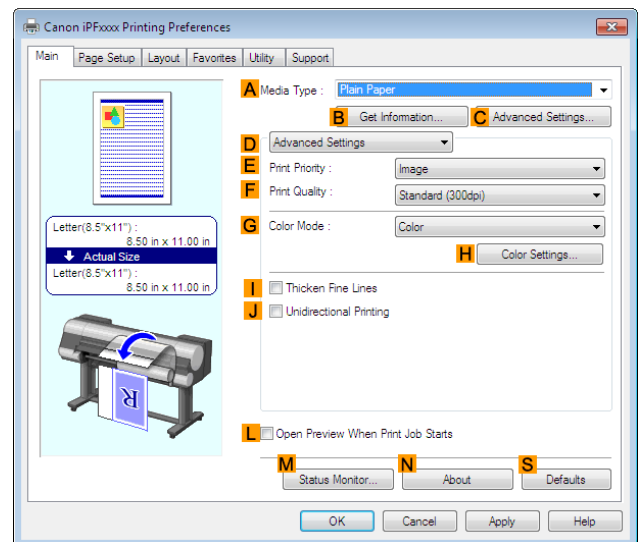 Canon iPFxxxx Printing Preferences
Main Page Setup Layout Favorites Utility Support
A Media Type : Plain Paper
B Get Information... C Advanced Settings...
D Advanced Settings
E Print Priority : Image
F Print Quality : Standard (300dpi)
G Color Mode : Color
H Color Settings...
Letter(8.5"x11") :
8.50 in x 11.00 in
Actual Size
Letter(8.5"x11") :
8.50 in x 11.00 in
I Thicken Fine Lines
J Unidirectional Printing
R
L Open Preview When Print Job Starts
M Status Monitor... N About S Defaults
OK Cancel Apply Help